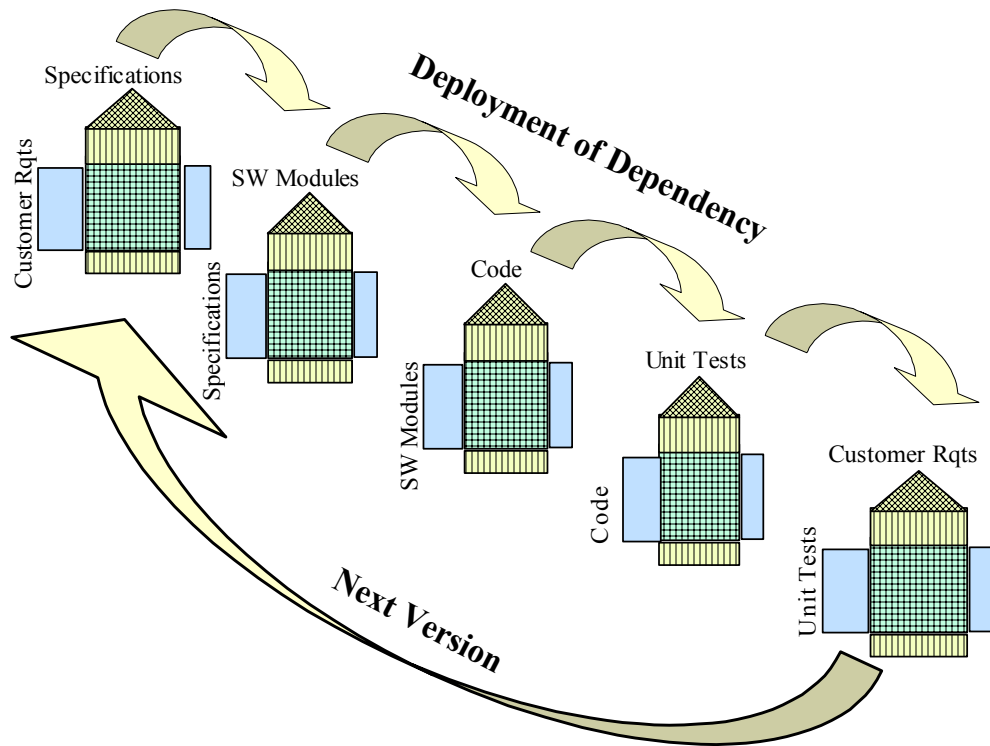 Specifications
Customer Rqts
Deployment of Dependency
SW Modules
Specifications
Code
SW Modules
Unit Tests
Code
Customer Rqts
Unit Tests
Next Version